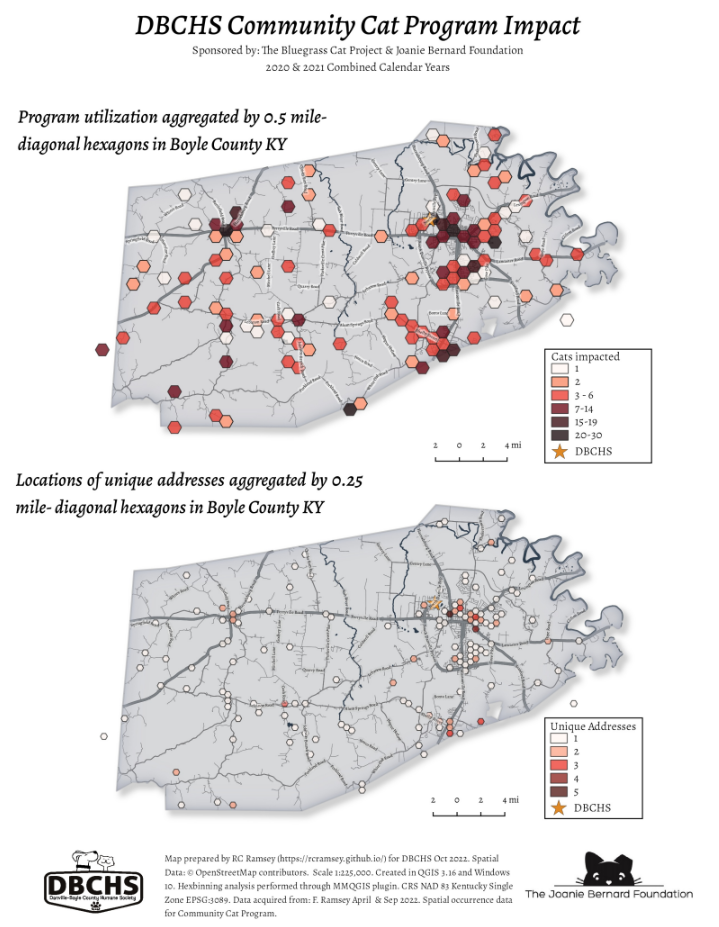 DBCHS Community Cat Program Impact
Sponsored by: The Bluegrass Cat Project & Joanie Bernard Foundation
2020 & 2021 Combined Calendar Years
Program utilization aggregated by 0.5 mile-
diagonal hexagons in Boyle County KY
Cats impacted
1
2
3 - 6
7-14
15-19
20-30
DBCHS
2 0 2 4 mi
Locations of unique addresses aggregated by 0.25
mile- diagonal hexagons in Boyle County KY
Unique Addresses
1
2
3
4
5
DBCHS
2 0 2 4 mi
Map prepared by RC Ramsey (https://rcramsey.github.io/) for DBCHS Oct 2022. Spatial
Data: © OpenStreetMap contributors. Scale 1:225,000. Created in QGIS 3.16 and Windows
10. Hexbinning analysis performed through MMQGIS plugin. CRS NAD 83 Kentucky Single
Zone EPSG:3089. Data acquired from: F. Ramsey April & Sep 2022. Spatial occurrence data
for Community Cat Program.
DBCHS
Danville-Boyle County Humane Society
The Joanie Bernard Foundation